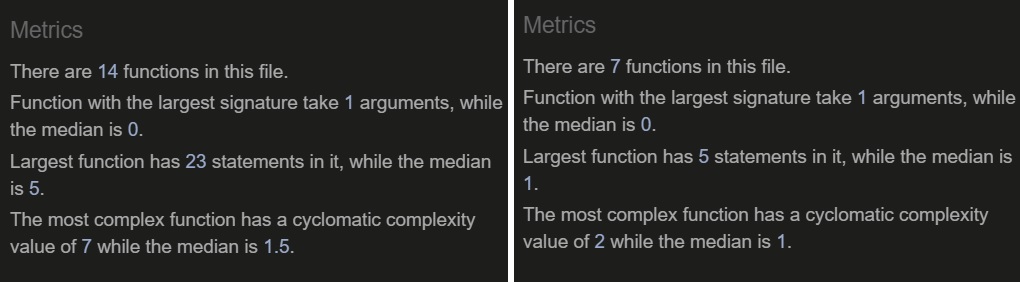 Metrics
There are 14 functions in this file.
Function with the largest signature take 1 arguments, while
the median is 0.
Largest function has 23 statements in it, while the median
is 5.
The most complex function has a cyclomatic complexity
value of 7 while the median is 1.5.
Metrics
There are 7 functions in this file.
Function with the largest signature take 1 arguments, while
the median is 0.
Largest function has 5 statements in it, while the median is
1.
The most complex function has a cyclomatic complexity
value of 2 while the median is 1.